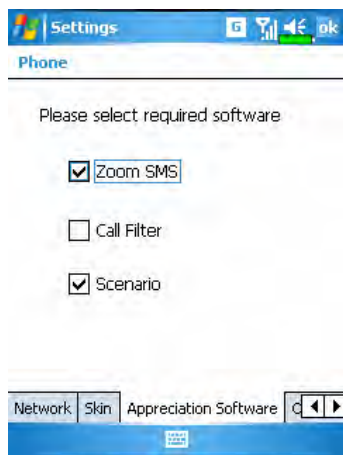 Settings G ok
Phone
Please select required software
Zoom SMS
Call Filter
Scenario
Network Skin Appreciation Software